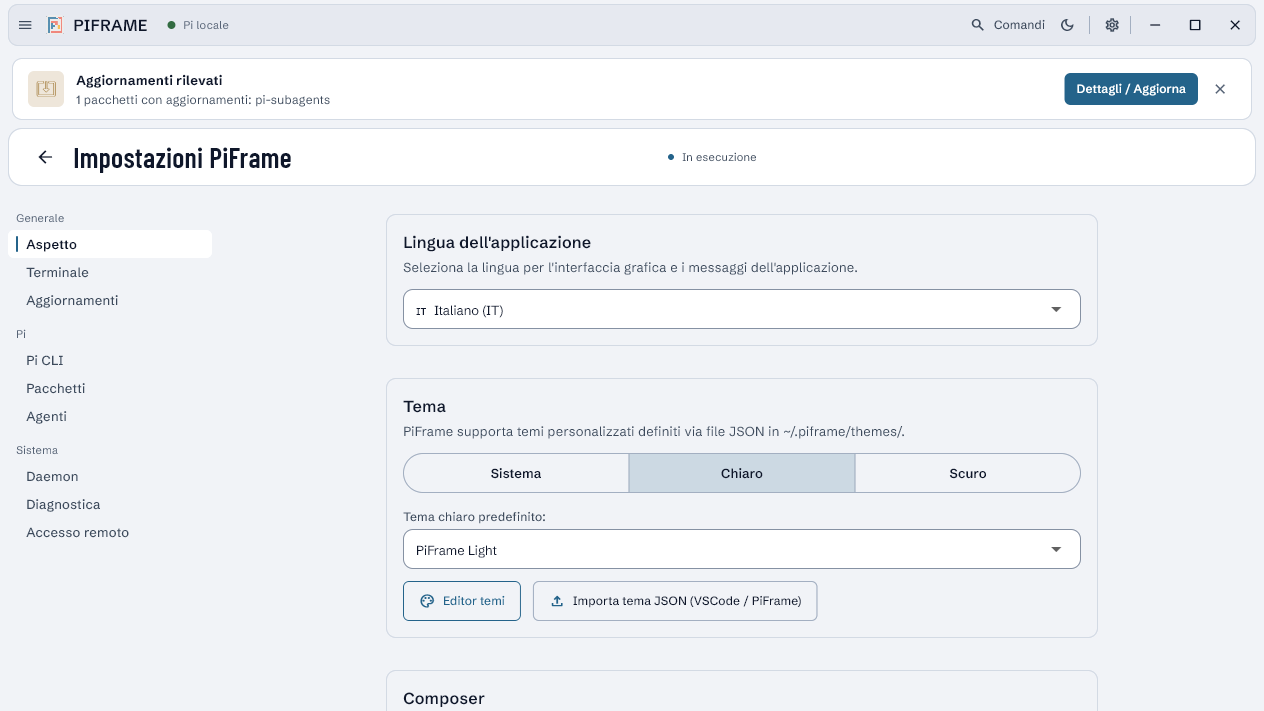 PIFRAME
Pi locale
Comandi
Aggiornamenti rilevati
1 pacchetti con aggiornamenti: pi-subagents
Dettagli / Aggiorna
Impostazioni PiFrame
In esecuzione
Generale
Aspetto
Terminale
Aggiornamenti
Pi
Pi CLI
Pacchetti
Agenti
Sistema
Daemon
Diagnostica
Accesso remoto
Lingua dell'applicazione
Seleziona la lingua per l'interfaccia grafica e i messaggi dell'applicazione.
IT Italiano (IT)
Tema
PiFrame supporta temi personalizzati definiti via file JSON in ~/.piframe/themes/.
Sistema
Chiaro
Scuro
Tema chiaro predefinito:
PiFrame Light
Editor temi
Importa tema JSON (VSCode / PiFrame)
Composer